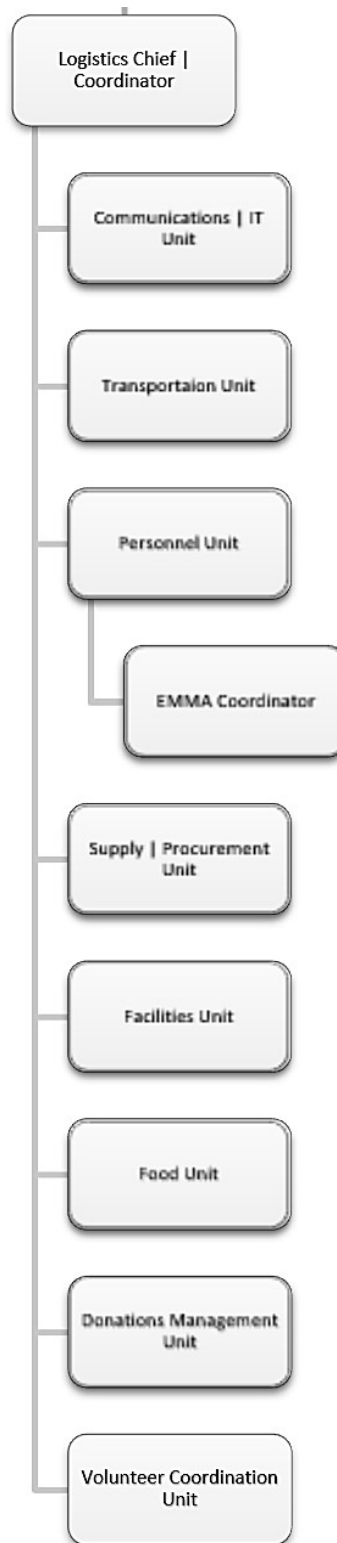 Logistics Chief |
Coordinator
Communications | IT
Unit
Transportaion Unit
Personnel Unit
EMMA Coordinator
Supply | Procurement
Unit
Facilities Unit
Food Unit
Donations Management
Unit
Volunteer Coordination
Unit